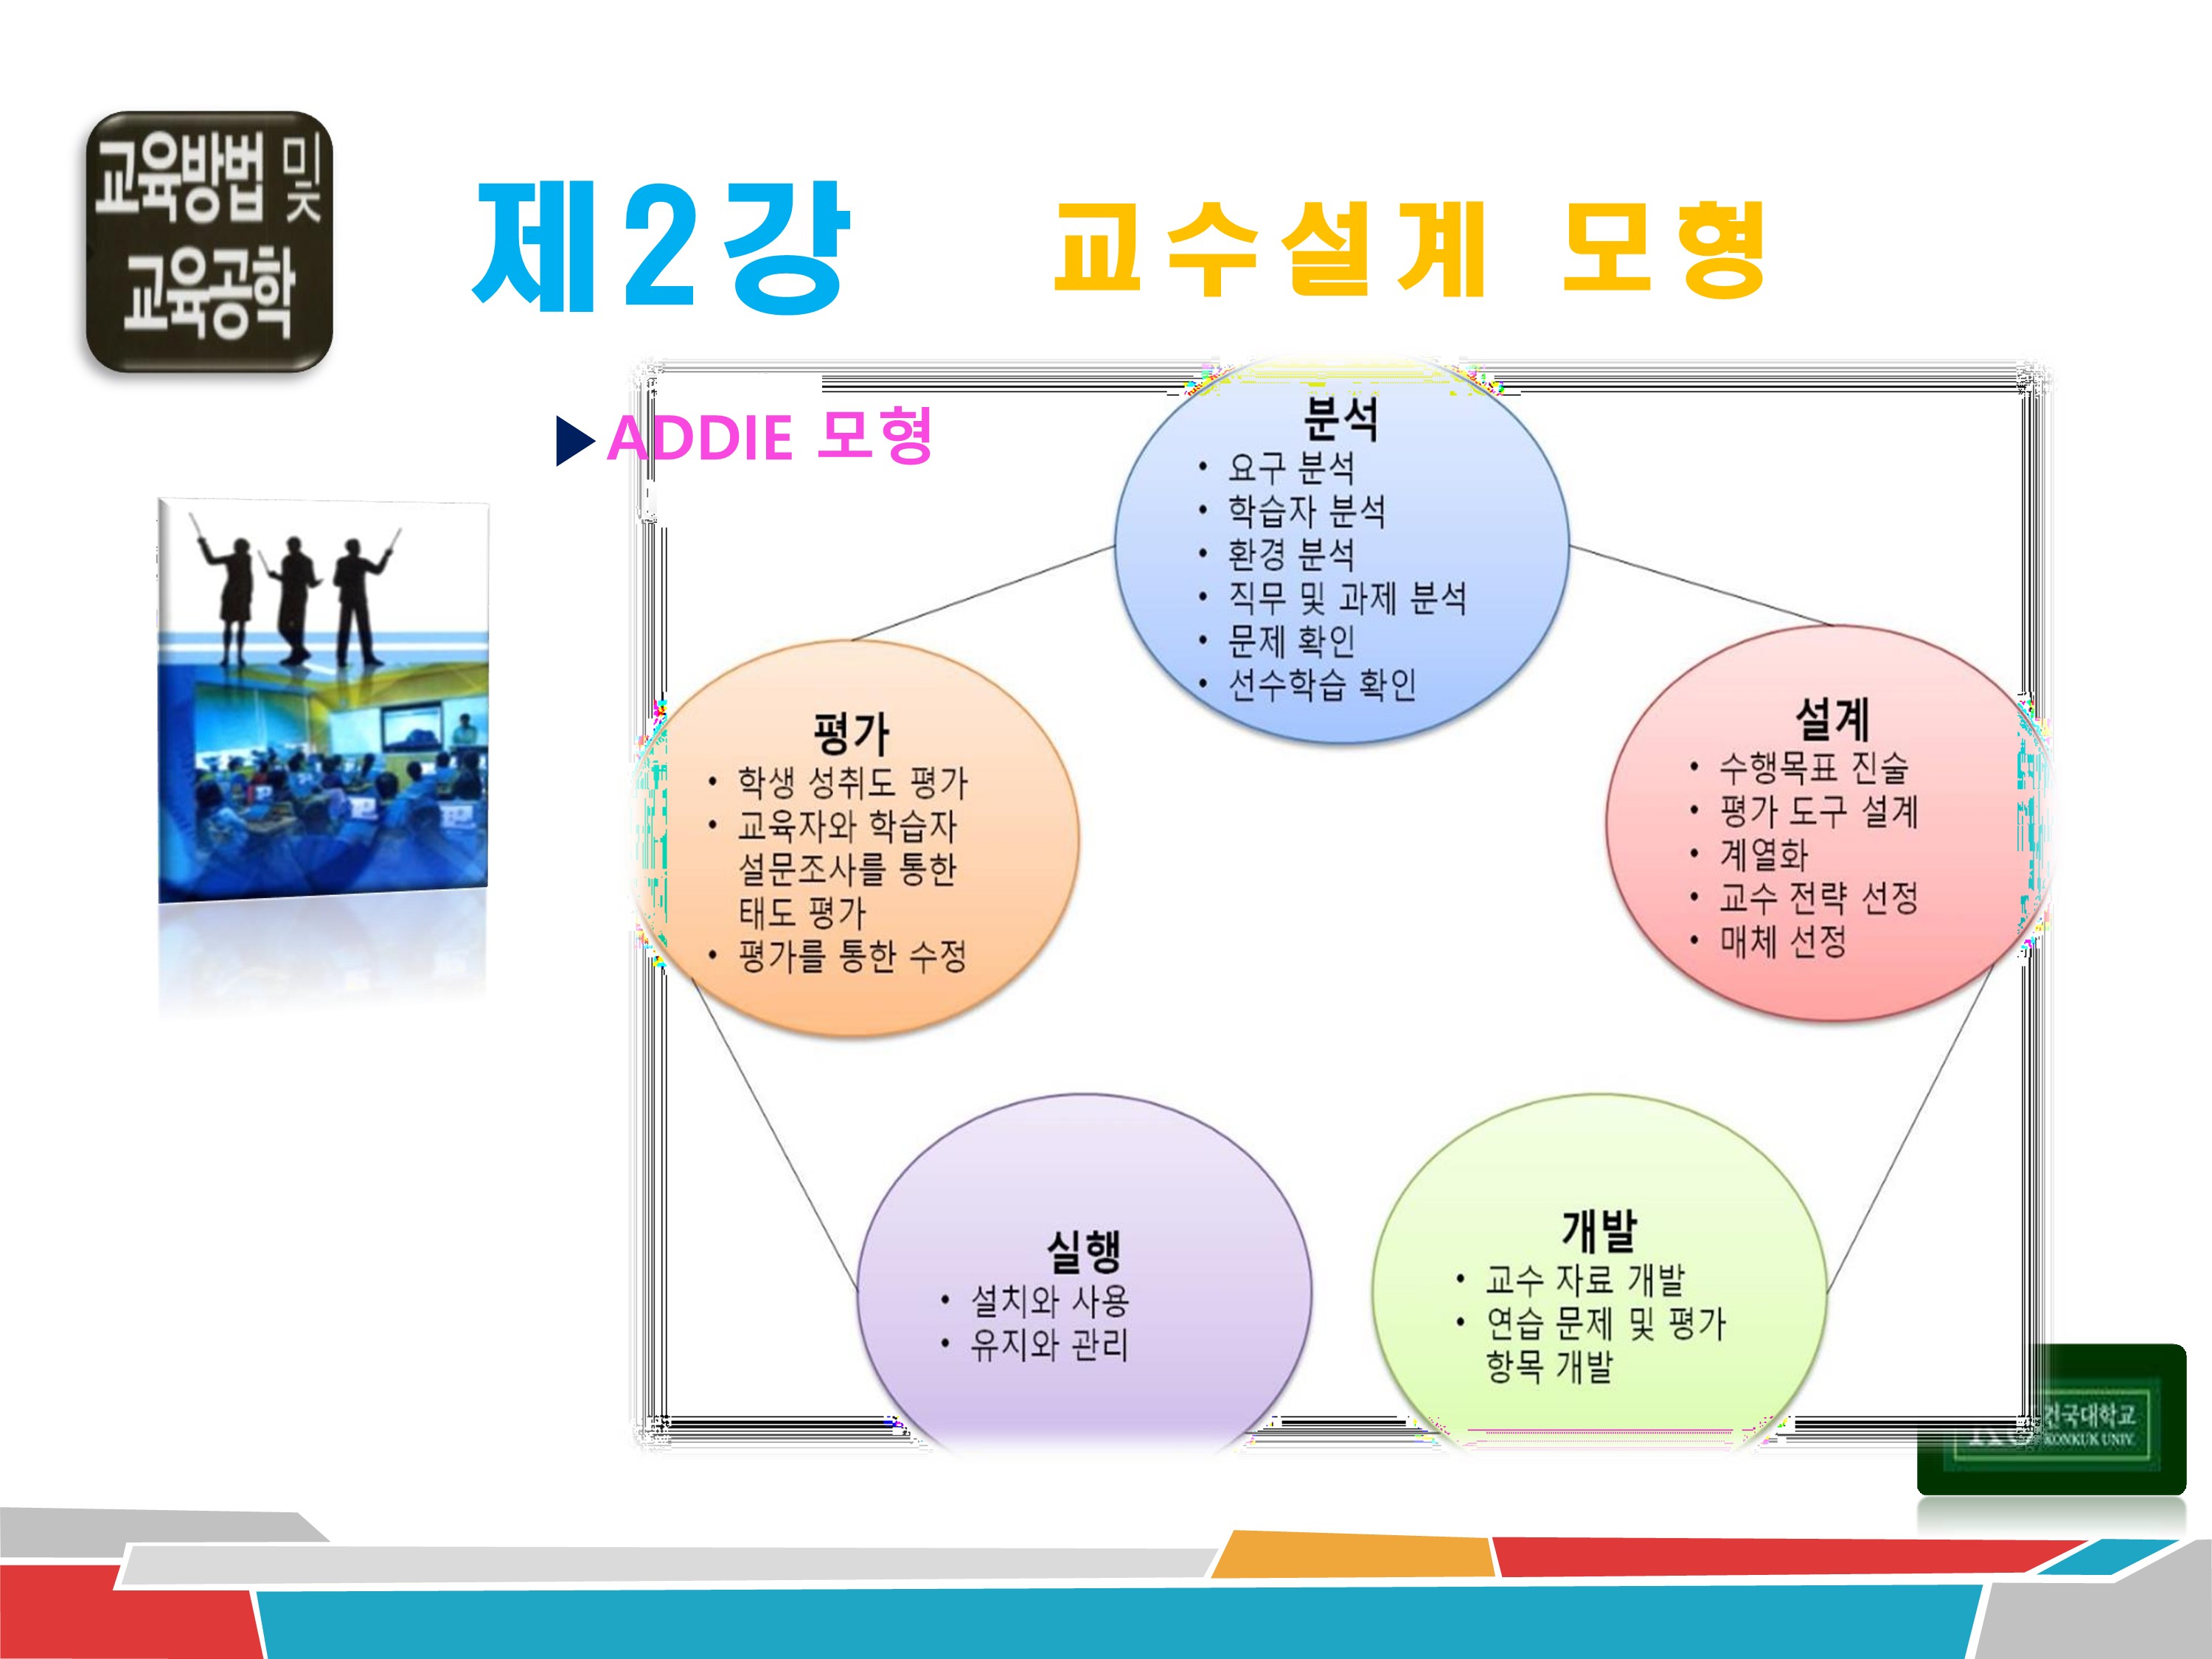 교육방법 및
교육공학
제2강 교수설계 모형
▶ADDIE 모형
분석
• 요구 분석
• 학습자 분석
• 환경 분석
• 직무 및 과제 분석
• 문제 확인
• 선수학습 확인
설계
• 수행목표 진술
• 평가 도구 설계
• 계열화
• 교수 전략 선정
• 매체 선정
개발
• 교수 자료 개발
• 연습 문제 및 평가
항목 개발
실행
• 설치와 사용
• 유지와 관리
평가
• 학생 성취도 평가
• 교육자와 학습자
설문조사를 통한
태도 평가
• 평가를 통한 수정
건국대학교
KONKUK UNIV.